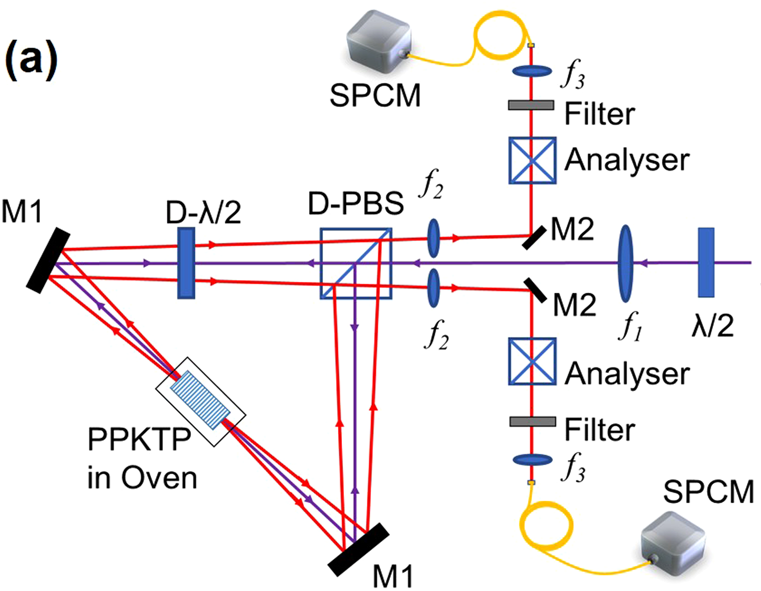 (a)
SPCM
f3
Filter
Analyser
M1
D-λ/2
D-PBS
f2
M2
M2
f2
f1
λ/2
Analyser
PPKTP
in Oven
Filter
f3
SPCM
M1